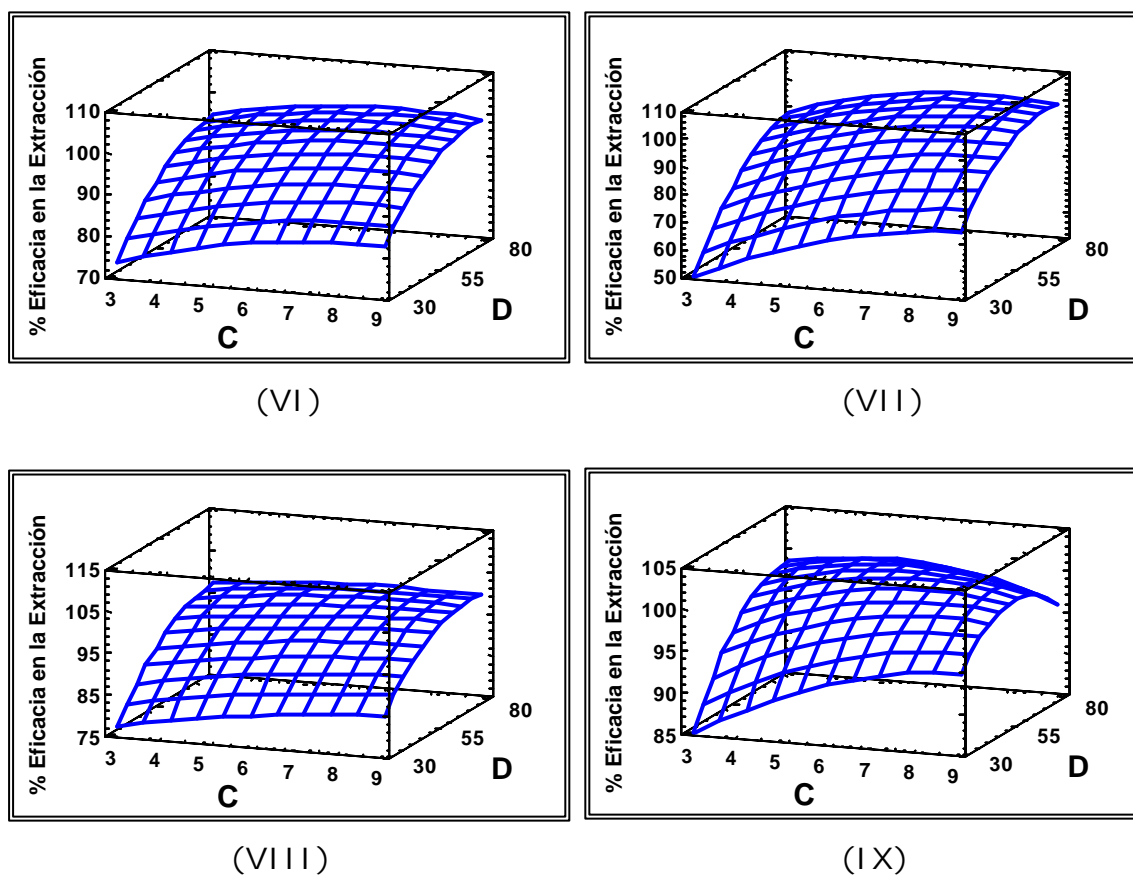 % Eficacia en la Extracción
110
100
90
80
70
3 4 5 6 7 8 9
C
30 55 80
D
(VI)
% Eficacia en la Extracción
110
100
90
80
70
60
50
3 4 5 6 7 8 9
C
30 55 80
D
(VII)
% Eficacia en la Extracción
115
105
95
85
75
3 4 5 6 7 8 9
C
30 55 80
D
(VIII)
% Eficacia en la Extracción
105
100
95
90
85
3 4 5 6 7 8 9
C
30 55 80
D
(IX)